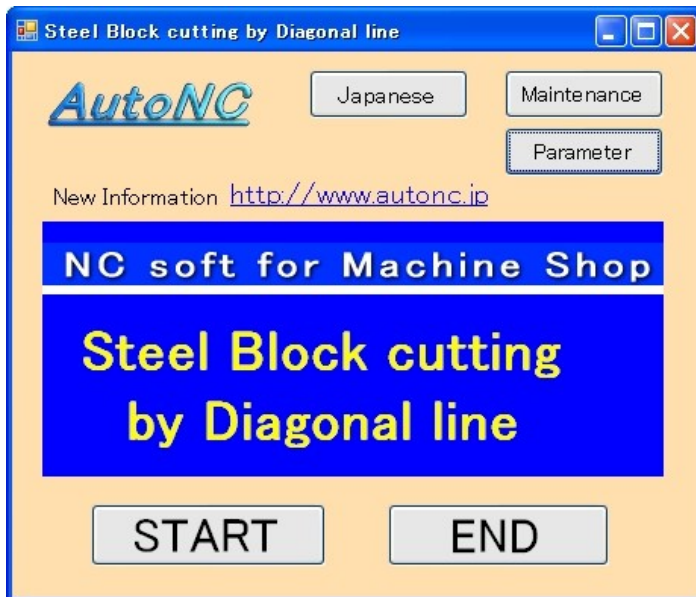 Steel Block cutting by Diagonal line
AutoNC
Japanese
Maintenance
Parameter
New Information http://www.autonc.jp
NC soft for Machine Shop
Steel Block cutting
by Diagonal line
START
END